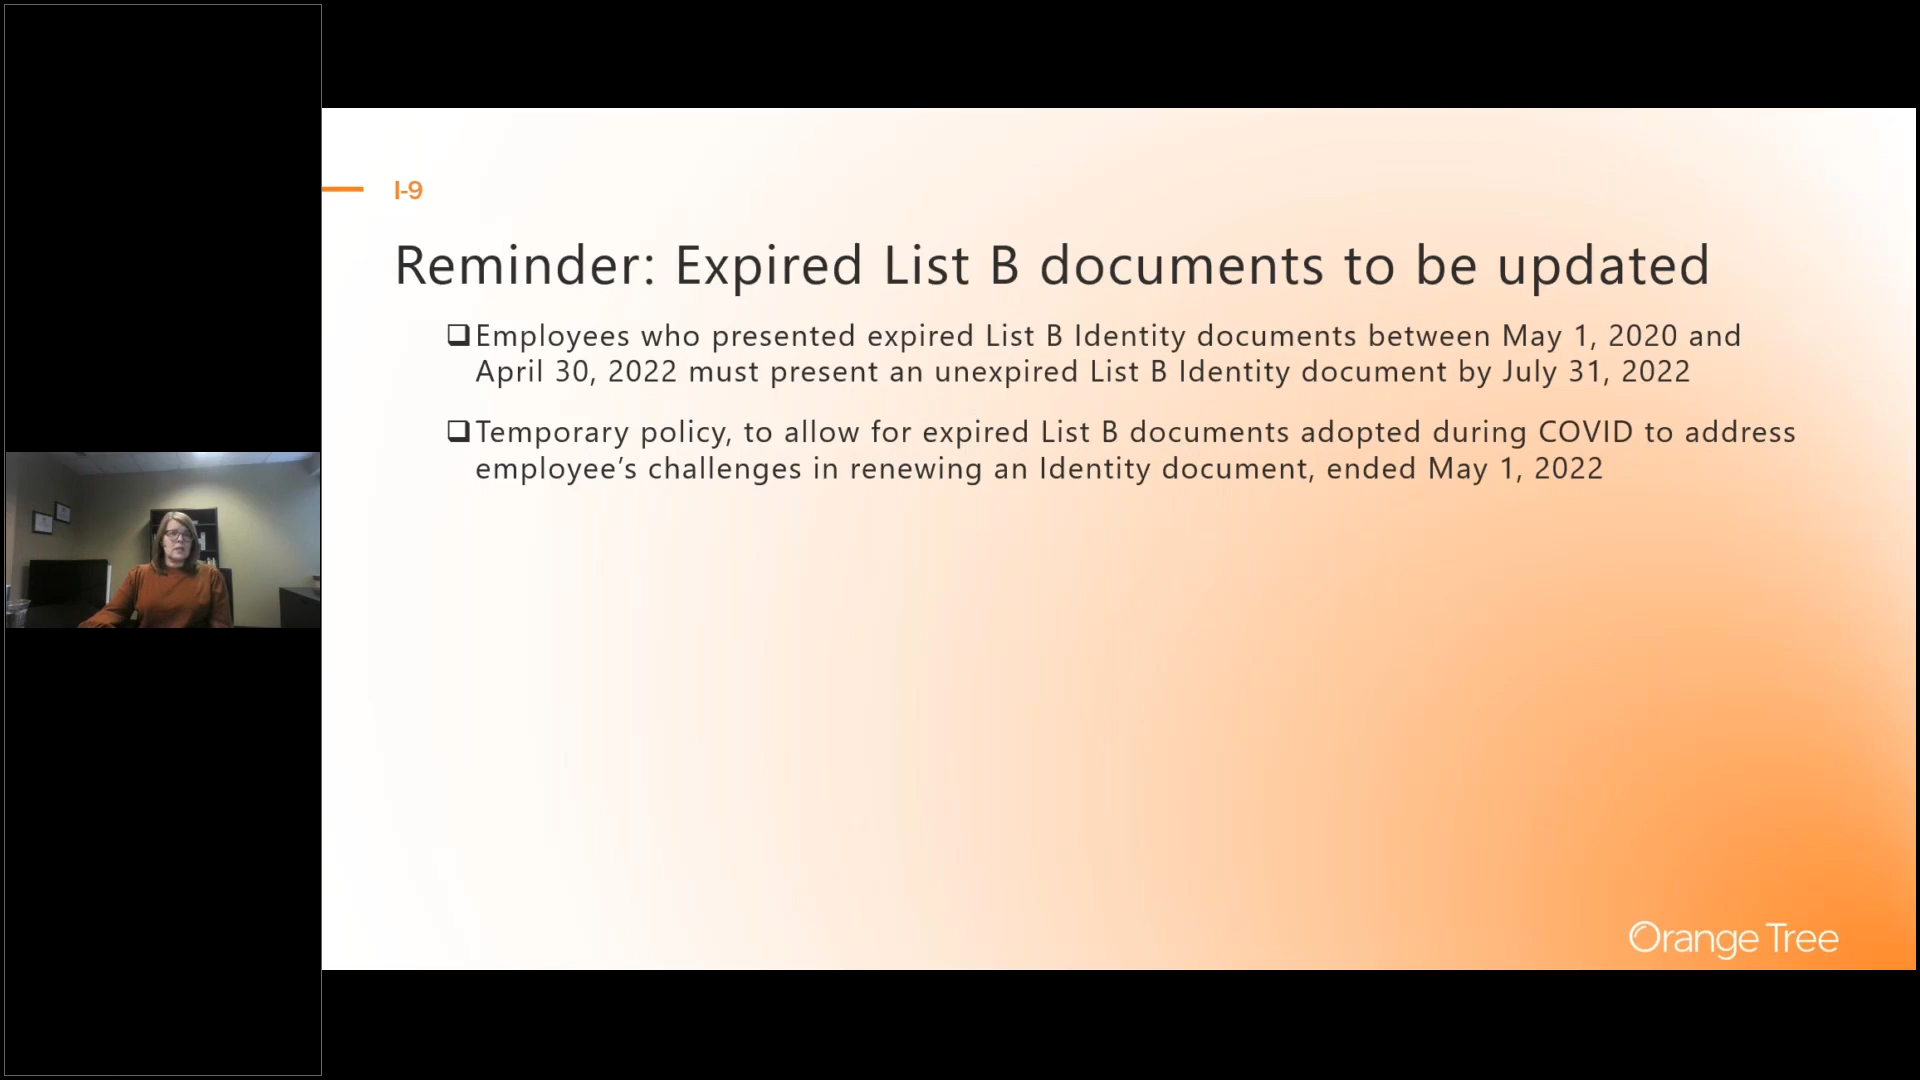 I-9
Reminder: Expired List B documents to be updated
Employees who presented expired List B Identity documents between May 1, 2020 and
April 30, 2022 must present an unexpired List B Identity document by July 31, 2022
Temporary policy, to allow for expired List B documents adopted during COVID to address
employee’s challenges in renewing an Identity document, ended May 1, 2022
Orange Tree